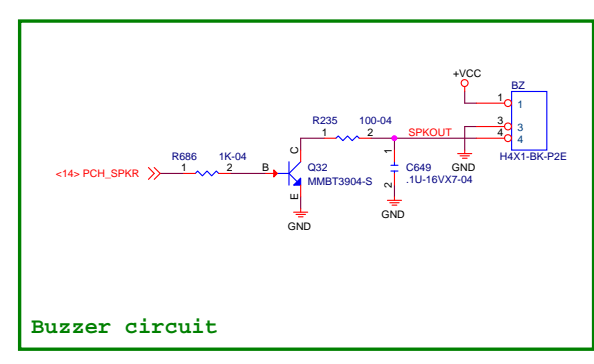 +VCC
BZ
1 1
R235 100-04
1 2 SPKOUT
3 3
4 4
GND
H4X1-BK-P2E
<14> PCH_SPKR
R686 1K-04
1 2
B
C
E
Q32
MMBT3904-S
GND
1
2
C649
.1U-16VX7-04
GND
Buzzer circuit